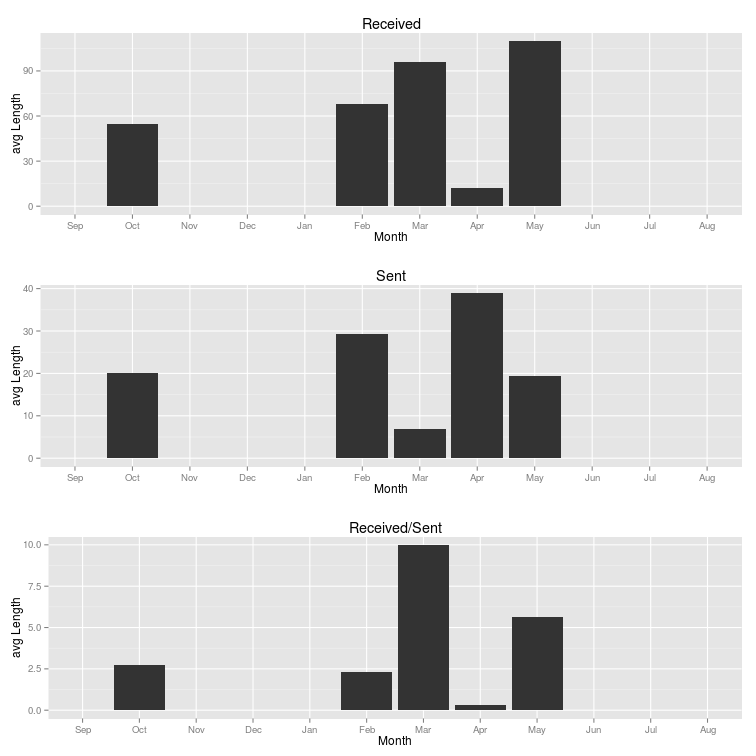 Received
avg Length
90
60
30
0
Sep Oct Nov Dec Jan Feb Mar Apr May Jun Jul Aug
Month
Sent
avg Length
40
30
20
10
0
Sep Oct Nov Dec Jan Feb Mar Apr May Jun Jul Aug
Month
Received/Sent
avg Length
10.0
7.5
5.0
2.5
0.0
Sep Oct Nov Dec Jan Feb Mar Apr May Jun Jul Aug
Month